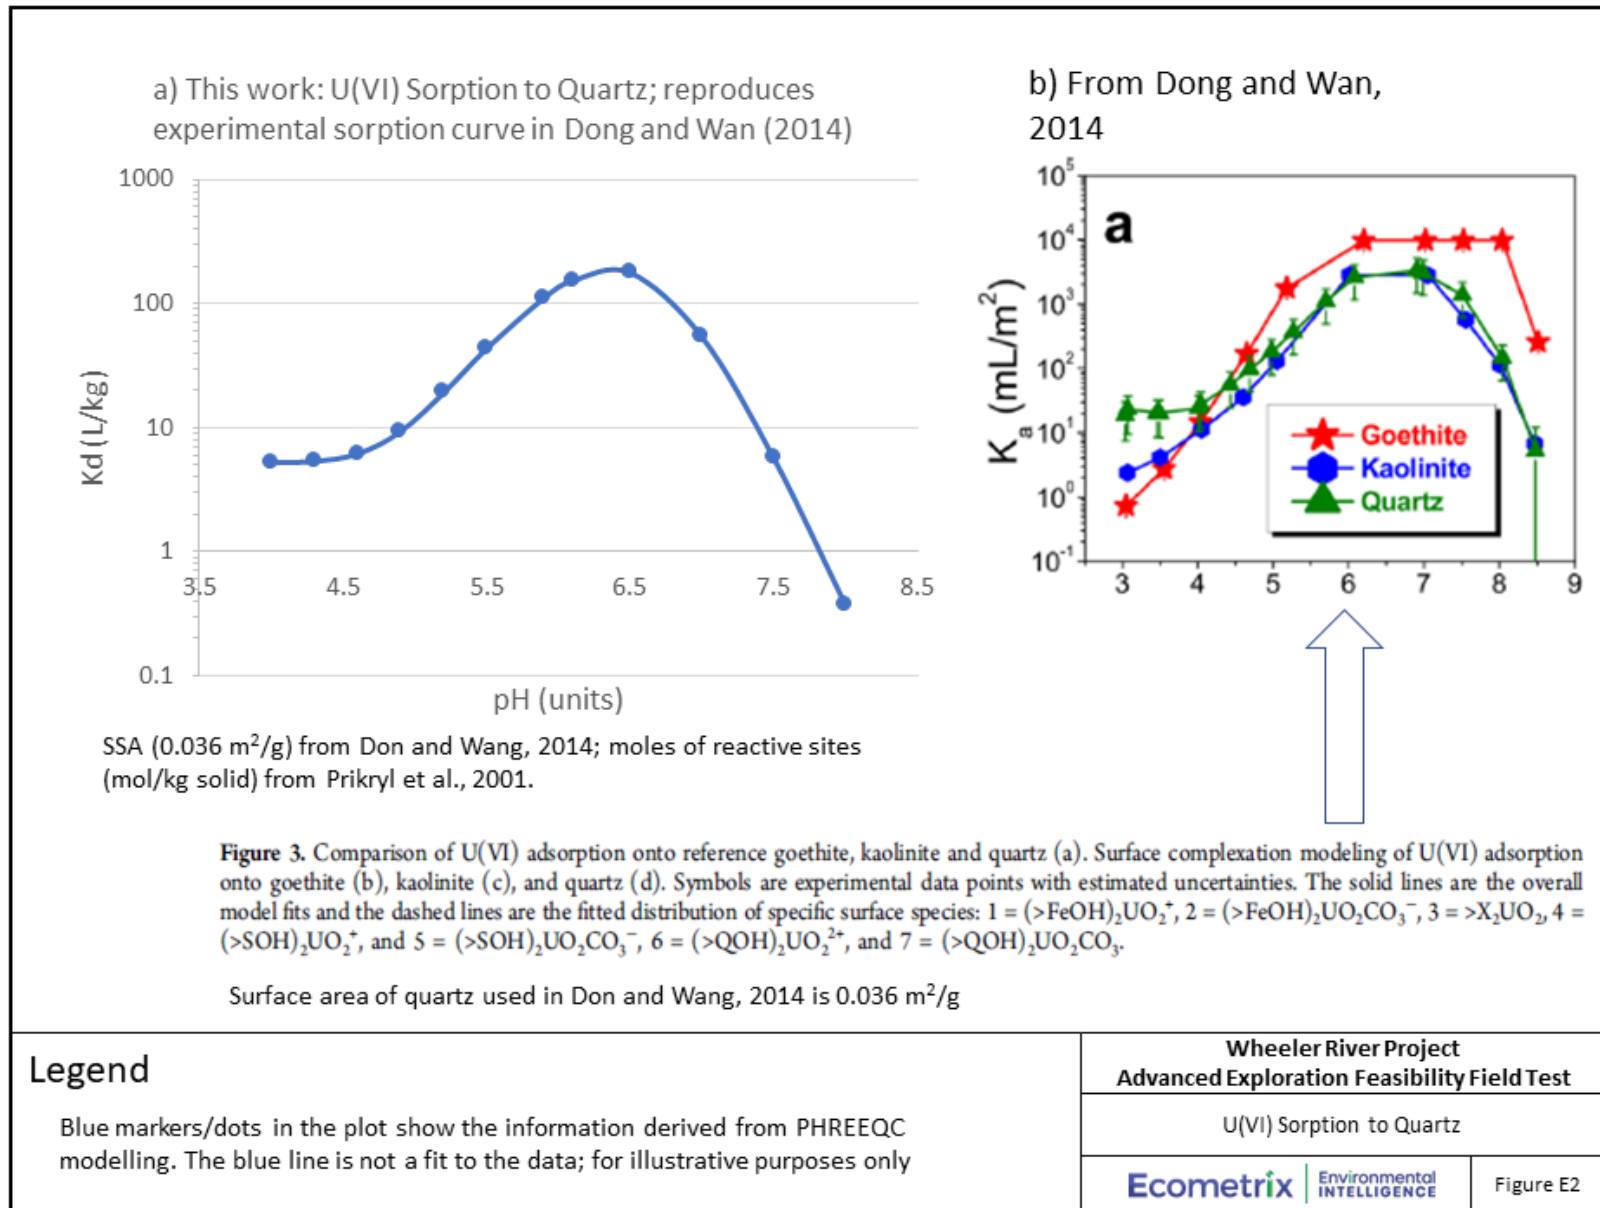 a) This work: U(VI) Sorption to Quartz; reproduces
experimental sorption curve in Dong and Wan (2014)
1000
100
10
1
0.1
3.5
4.5
5.5
6.5
7.5
8.5
Kd (L/kg)
pH (units)
SSA (0.036 m²/g) from Don and Wang, 2014; moles of reactive sites
(mol/kg solid) from Prikryl et al., 2001.
b) From Dong and Wan,
2014
a
10⁵
10⁴
10³
10²
10¹
10⁰
10⁻¹
Kₐ (mL/m²)
3
4
5
6
7
8
9
Goethite
Kaolinite
Quartz
Figure 3. Comparison of U(VI) adsorption onto reference goethite, kaolinite and quartz (a). Surface complexation modeling of U(VI) adsorption
onto goethite (b), kaolinite (c), and quartz (d). Symbols are experimental data points with estimated uncertainties. The solid lines are the overall
model fits and the dashed lines are the fitted distribution of specific surface species: 1 = (>FeOH)₂UO₂⁺, 2 = (>FeOH)₂UO₂CO₃⁻, 3 = >X₂UO₂, 4 =
(>SOH)₂UO₂⁺, and 5 = (>SOH)₂UO₂CO₃⁻, 6 = (>QOH)₂UO₂²⁺, and 7 = (>QOH)₂UO₂CO₃.
Surface area of quartz used in Don and Wang, 2014 is 0.036 m²/g
Legend
Blue markers/dots in the plot show the information derived from PHREEQC
modelling. The blue line is not a fit to the data; for illustrative purposes only
Wheeler River Project
Advanced Exploration Feasibility Field Test
U(VI) Sorption to Quartz
Ecometrix
Environmental
INTELLIGENCE
Figure E2